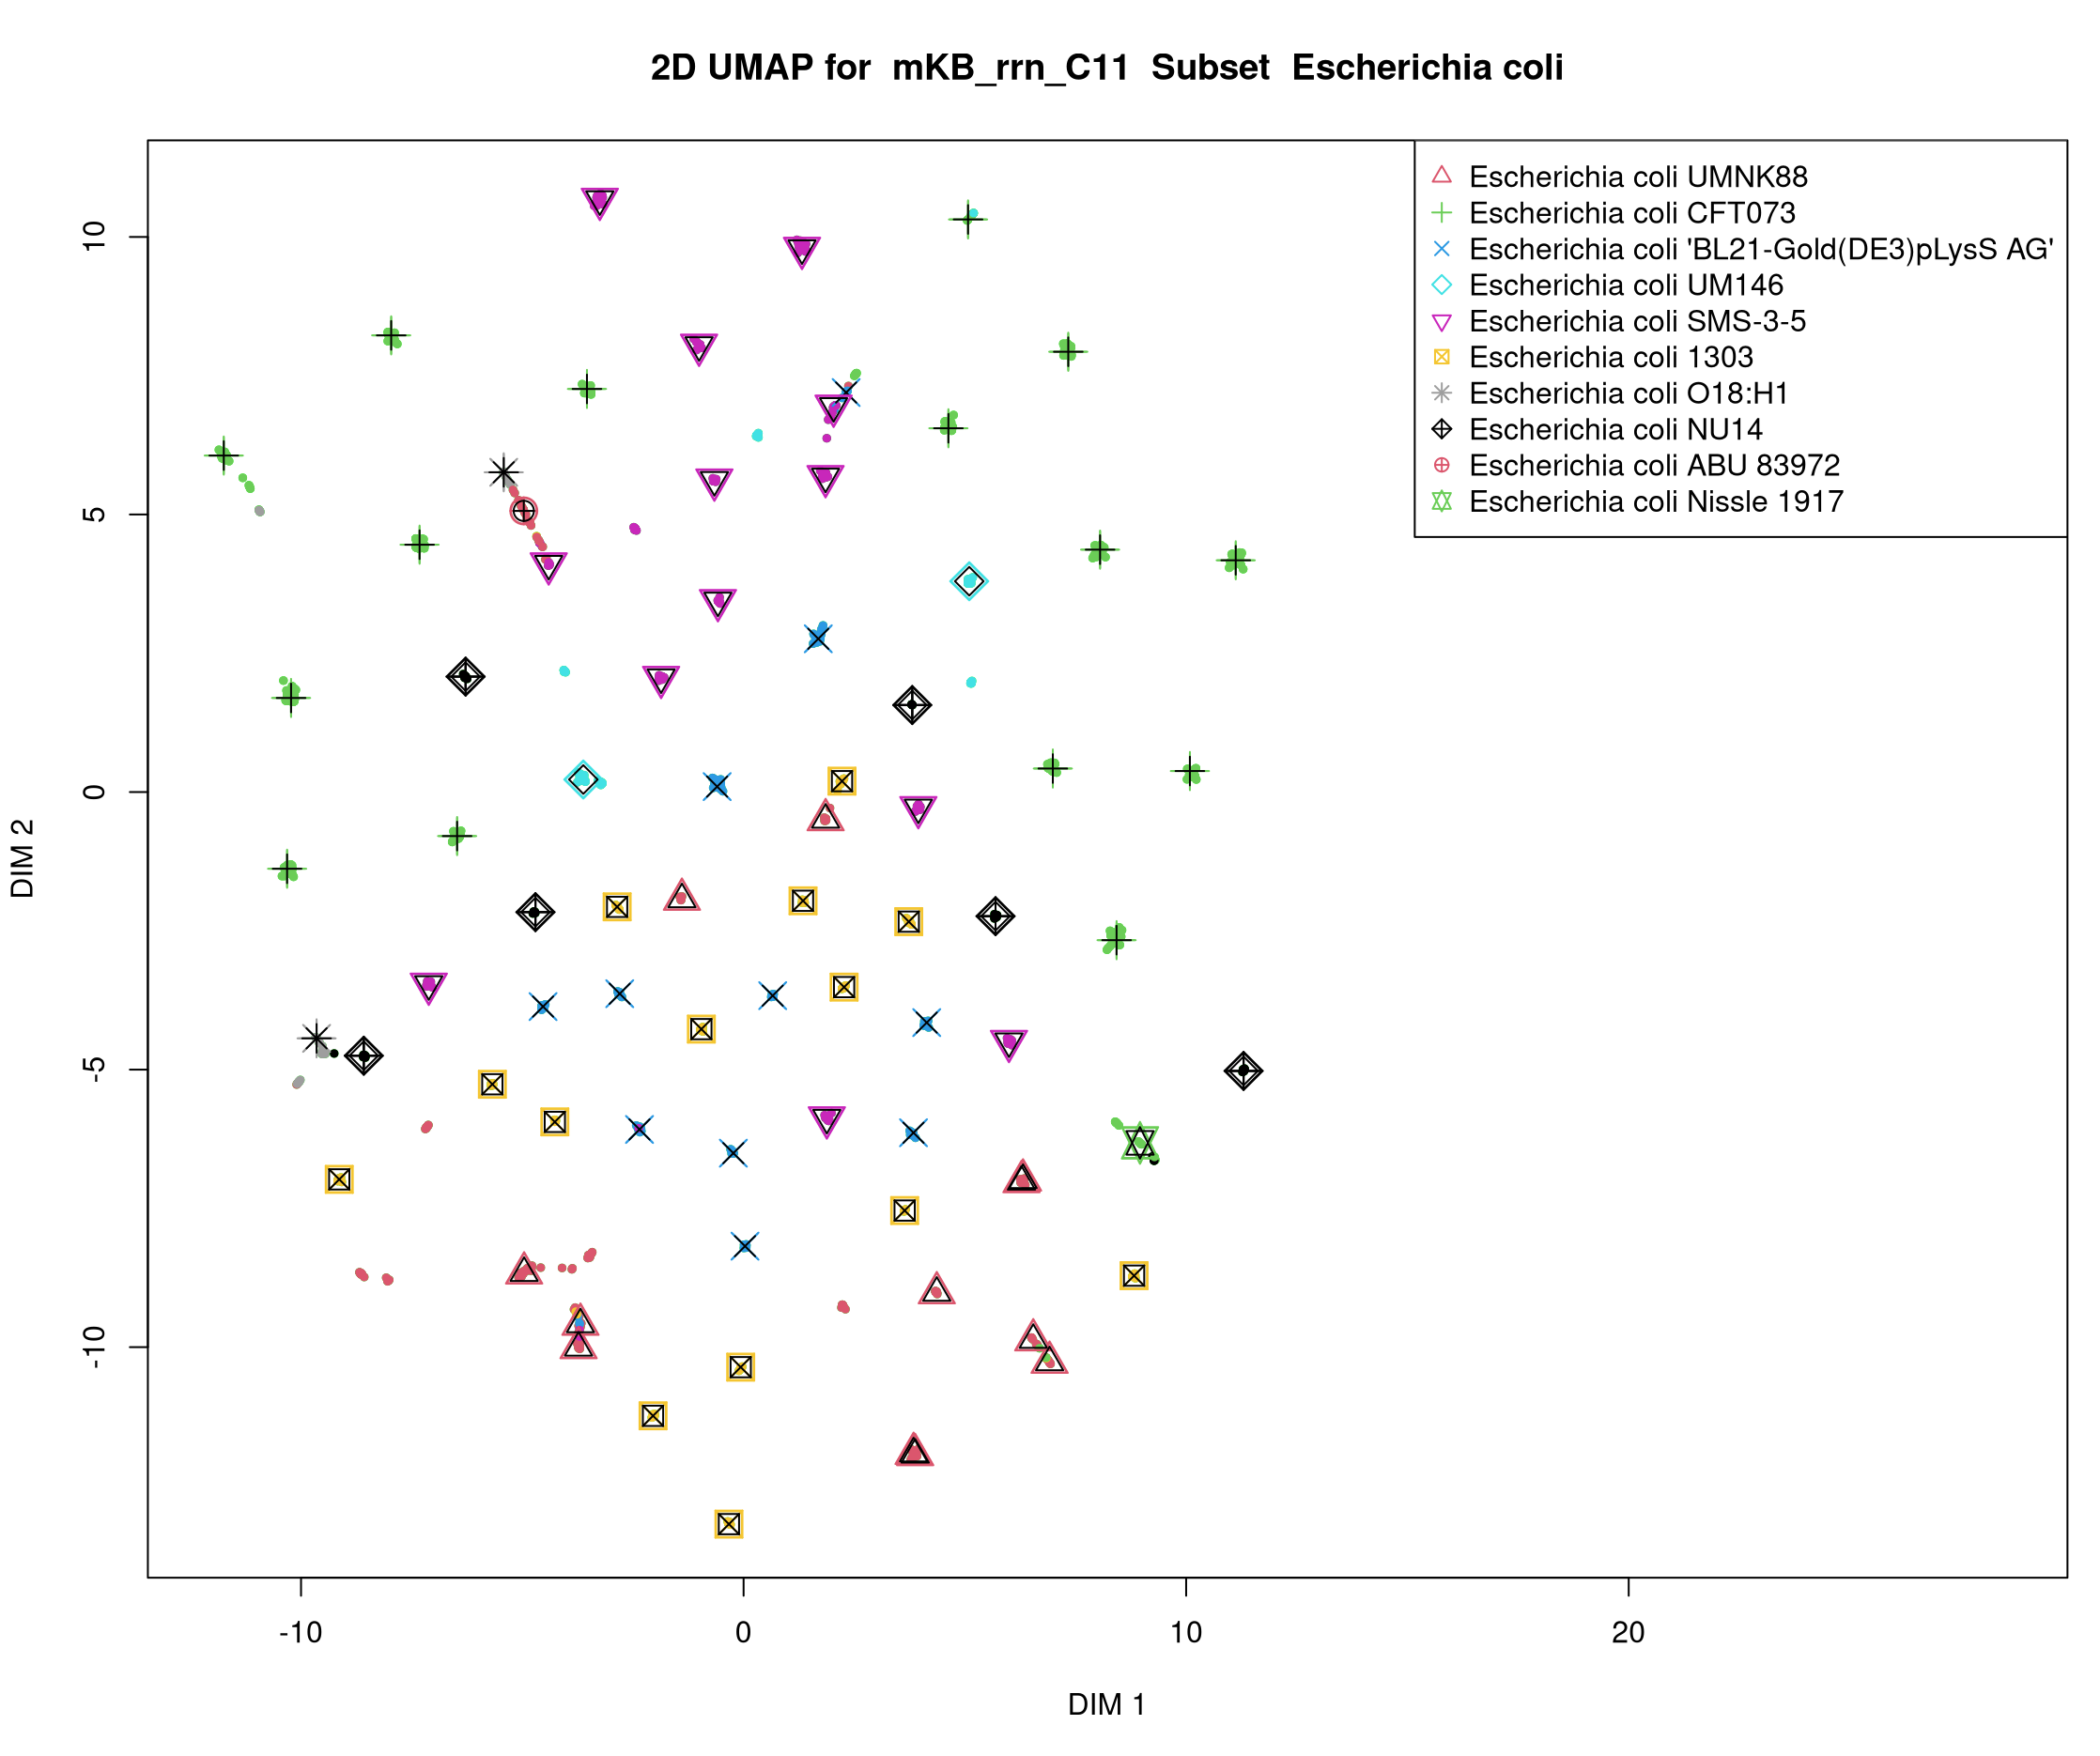 2D UMAP for  mKB_rrn_C11  Subset  Escherichia coli
Escherichia coli UMNK88
Escherichia coli CFT073
Escherichia coli 'BL21-Gold(DE3)pLysS AG'
Escherichia coli UM146
Escherichia coli SMS-3-5
Escherichia coli 1303
Escherichia coli O18:H1
Escherichia coli NU14
Escherichia coli ABU 83972
Escherichia coli Nissle 1917
10
5
0
-5
-10
DIM 2
-10 0 10 20
DIM 1